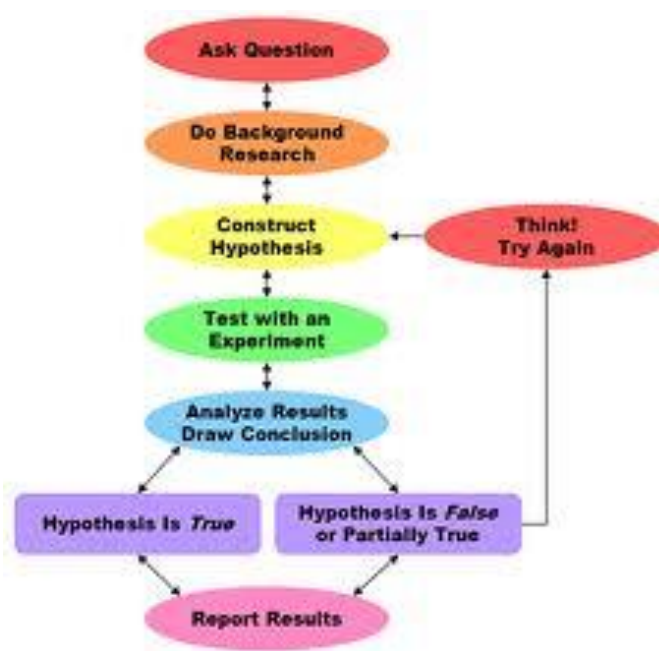 Ask Question
Do Background
Research
Construct
Hypothesis
Think!
Try Again
Test with an
Experiment
Analyze Results
Draw Conclusion
Hypothesis Is True
Hypothesis Is False
or Partially True
Report Results